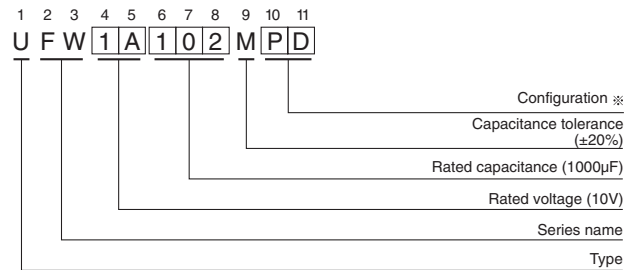 1 2 3 4 5 6 7 8 9 10 11
U F W 1 A 1 0 2 M P D
Configuration ※
Capacitance tolerance
(±20%)
Rated capacitance (1000µF)
Rated voltage (10V)
Series name
Type